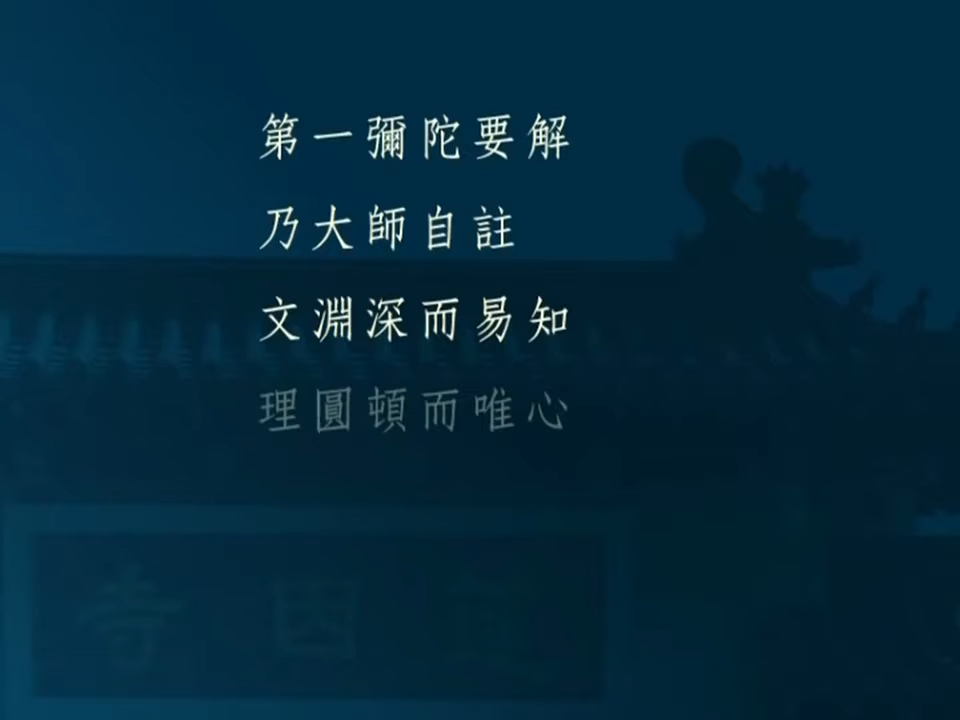 第一彌陀要解
乃大師自註
文淵深而易知
理圓頓而唯心